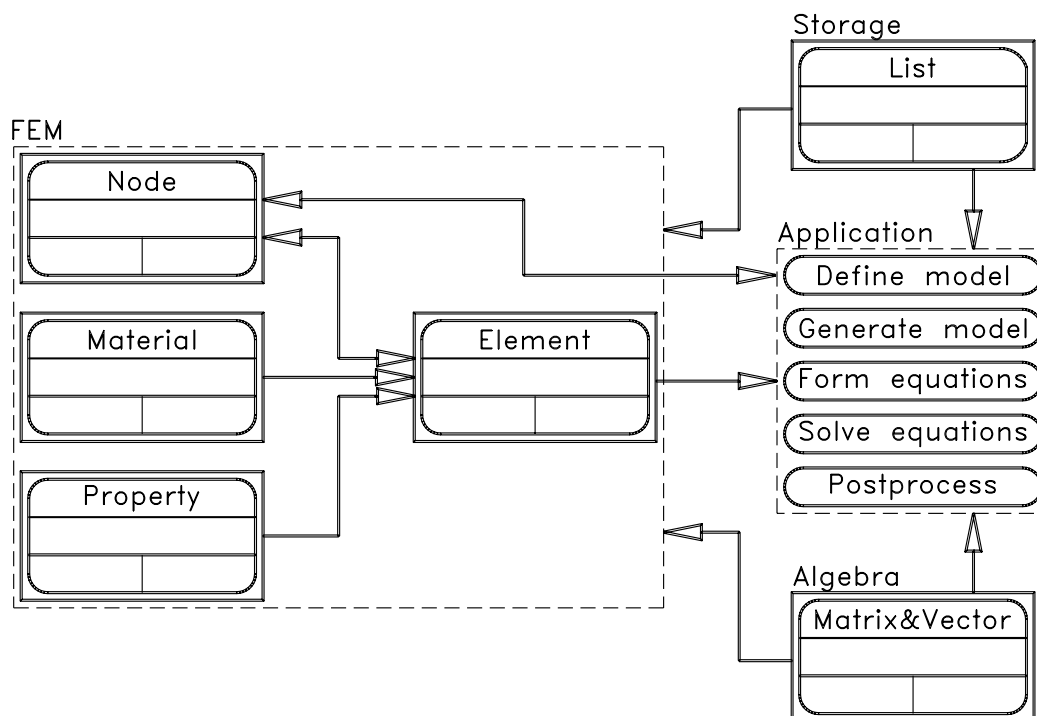 Storage
List
FEM
Node
Application
Define model
Material
Element
Generate model
Form equations
Solve equations
Property
Postprocess
Algebra
Matrix&Vector